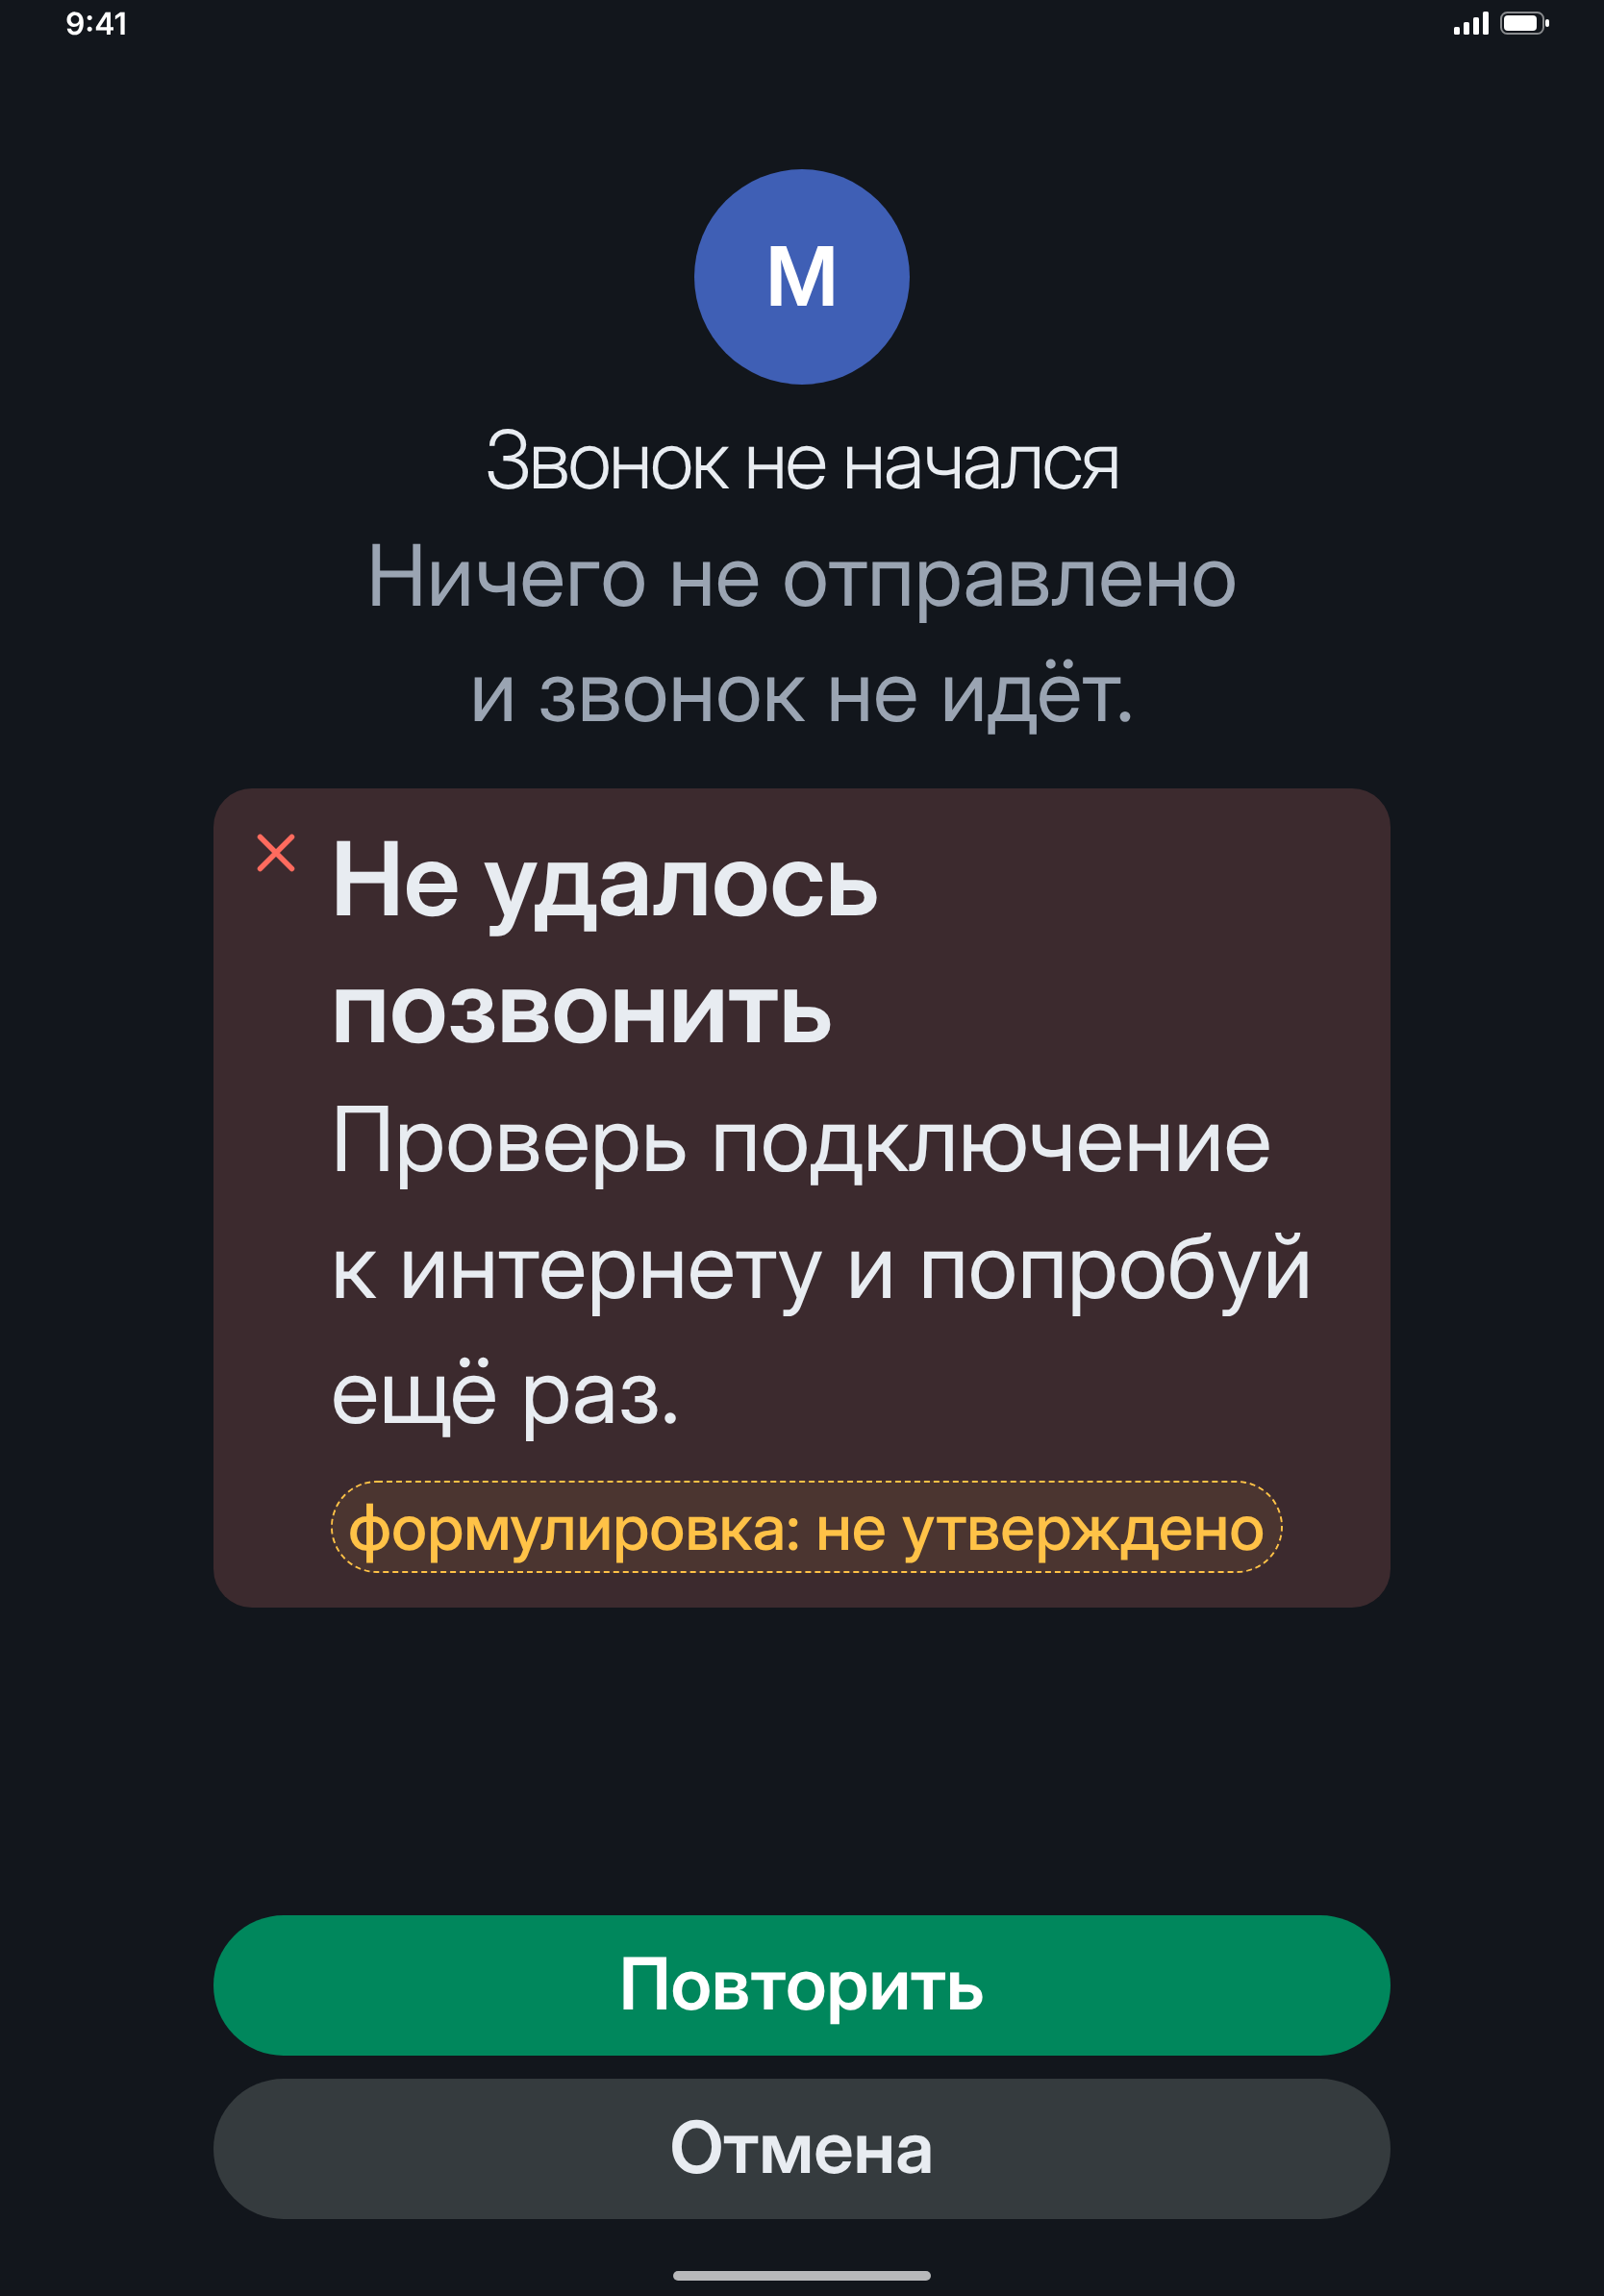 9:41
М
Звонок не начался
Ничего не отправлено
и звонок не идёт.
Не удалось
позвонить
Проверь подключение
к интернету и попробуй
ещё раз.
формулировка: не утверждено
Повторить
Отмена